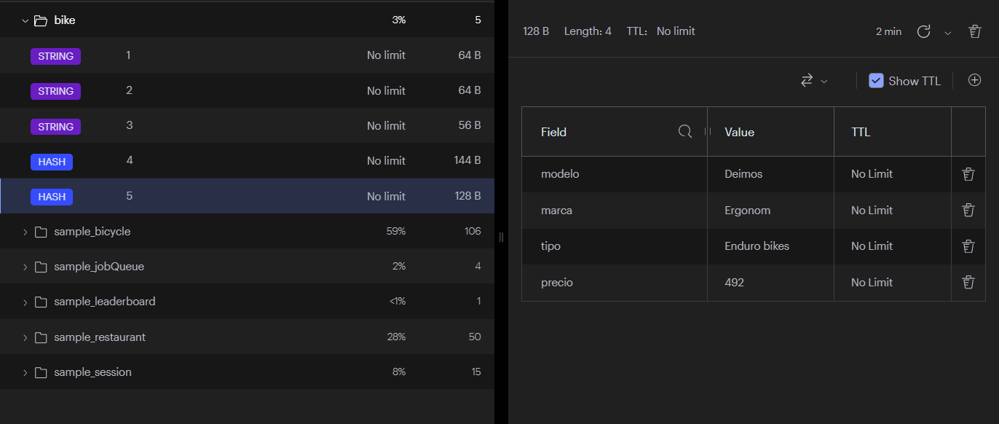 bike 3% 5
STRING 1 No limit 64 B
STRING 2 No limit 64 B
STRING 3 No limit 56 B
HASH 4 No limit 144 B
HASH 5 No limit 128 B
sample_bicycle 59% 106
sample_jobQueue 2% 4
sample_leaderboard <1% 1
sample_restaurant 28% 50
sample_session 8% 15
128 B Length: 4 TTL: No limit 2 min
Show TTL
Field Value TTL
modelo Deimos No Limit
marca Ergonom No Limit
tipo Enduro bikes No Limit
precio 492 No Limit